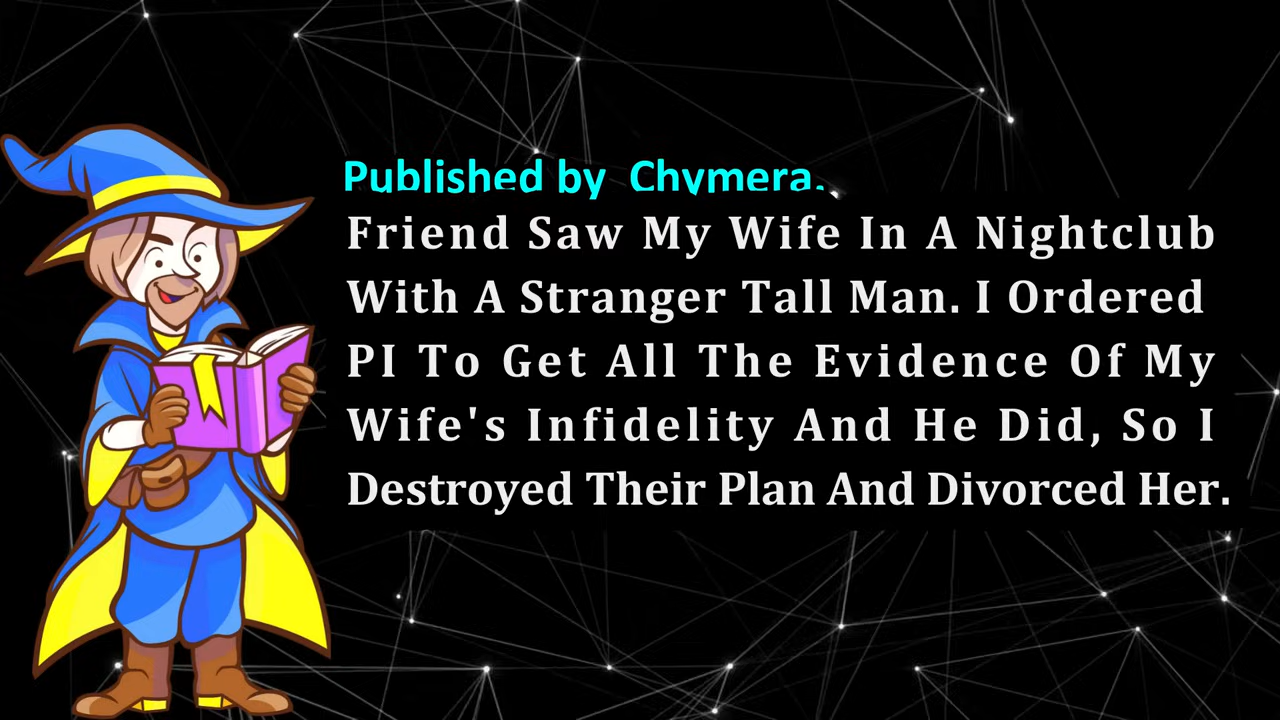 Published by Chymera.
Friend Saw My Wife In A Nightclub
With A Stranger Tall Man. I Ordered
PI To Get All The Evidence Of My
Wife's Infidelity And He Did, So I
Destroyed Their Plan And Divorced Her.